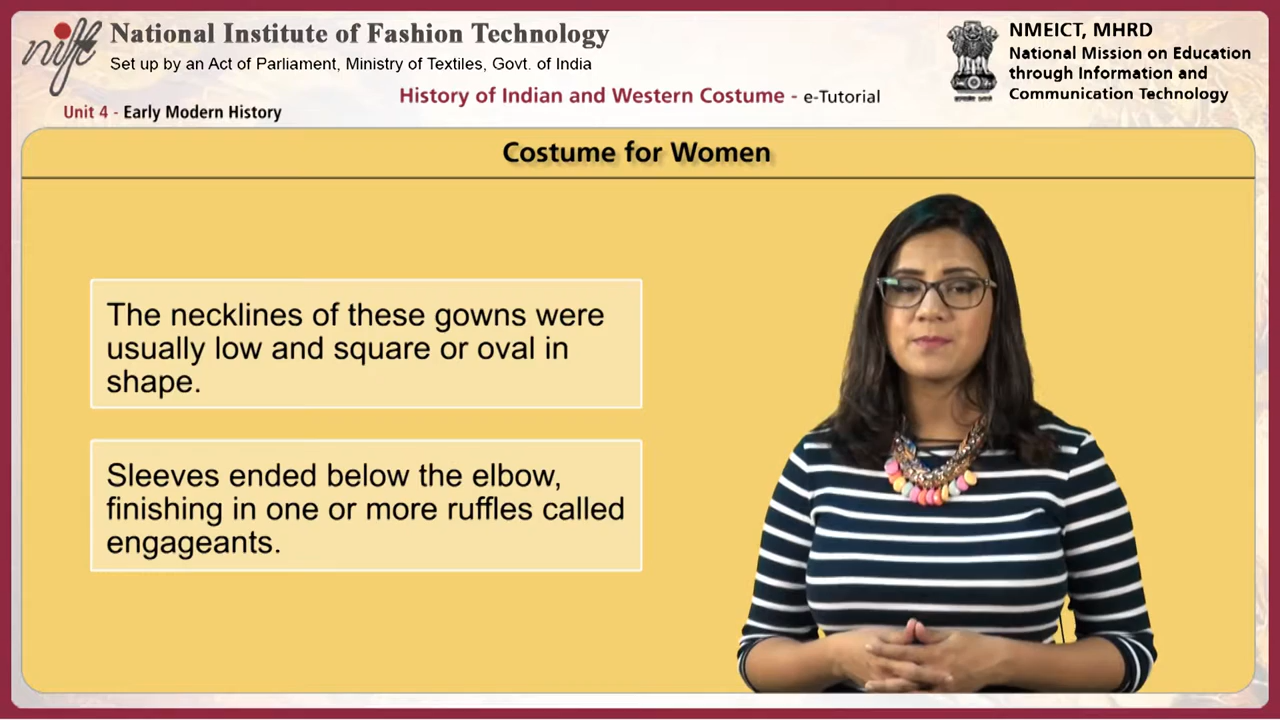 nift
National Institute of Fashion Technology
Set up by an Act of Parliament, Ministry of Textiles, Govt. of India
NMEICT, MHRD
National Mission on Education
through Information and
Communication Technology
History of Indian and Western Costume - e-Tutorial
Unit 4 - Early Modern History
Costume for Women
The necklines of these gowns were
usually low and square or oval in
shape.
Sleeves ended below the elbow,
finishing in one or more ruffles called
engageants.